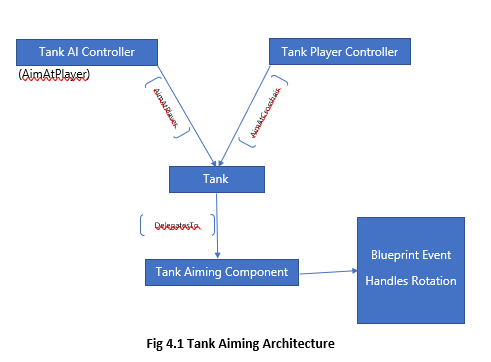 Tank AI Controller
Tank Player Controller
(AimAtPlayer)
AimAtPlayer
AimAtCrosshair
Tank
DelegatesTo
Tank Aiming Component
Blueprint Event
Handles Rotation
Fig 4.1 Tank Aiming Architecture